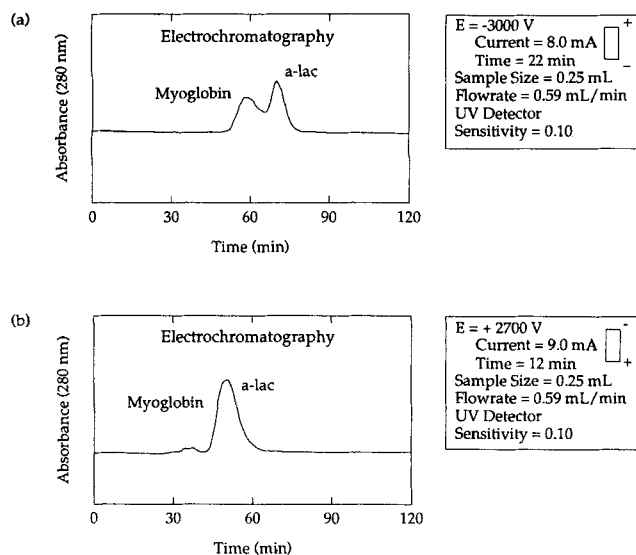 (a)
Electrochromatography
a-lac
Myoglobin
Absorbance (280 nm)
0 30 60 90 120
Time (min)
E = -3000 V
+
Current = 8.0 mA
Time = 22 min
−
Sample Size = 0.25 mL
Flowrate = 0.59 mL/min
UV Detector
Sensitivity = 0.10
(b)
Electrochromatography
a-lac
Myoglobin
Absorbance (280 nm)
0 30 60 90 120
Time (min)
E = + 2700 V
-
Current = 9.0 mA
Time = 12 min
+
Sample Size = 0.25 mL
Flowrate = 0.59 mL/min
UV Detector
Sensitivity = 0.10